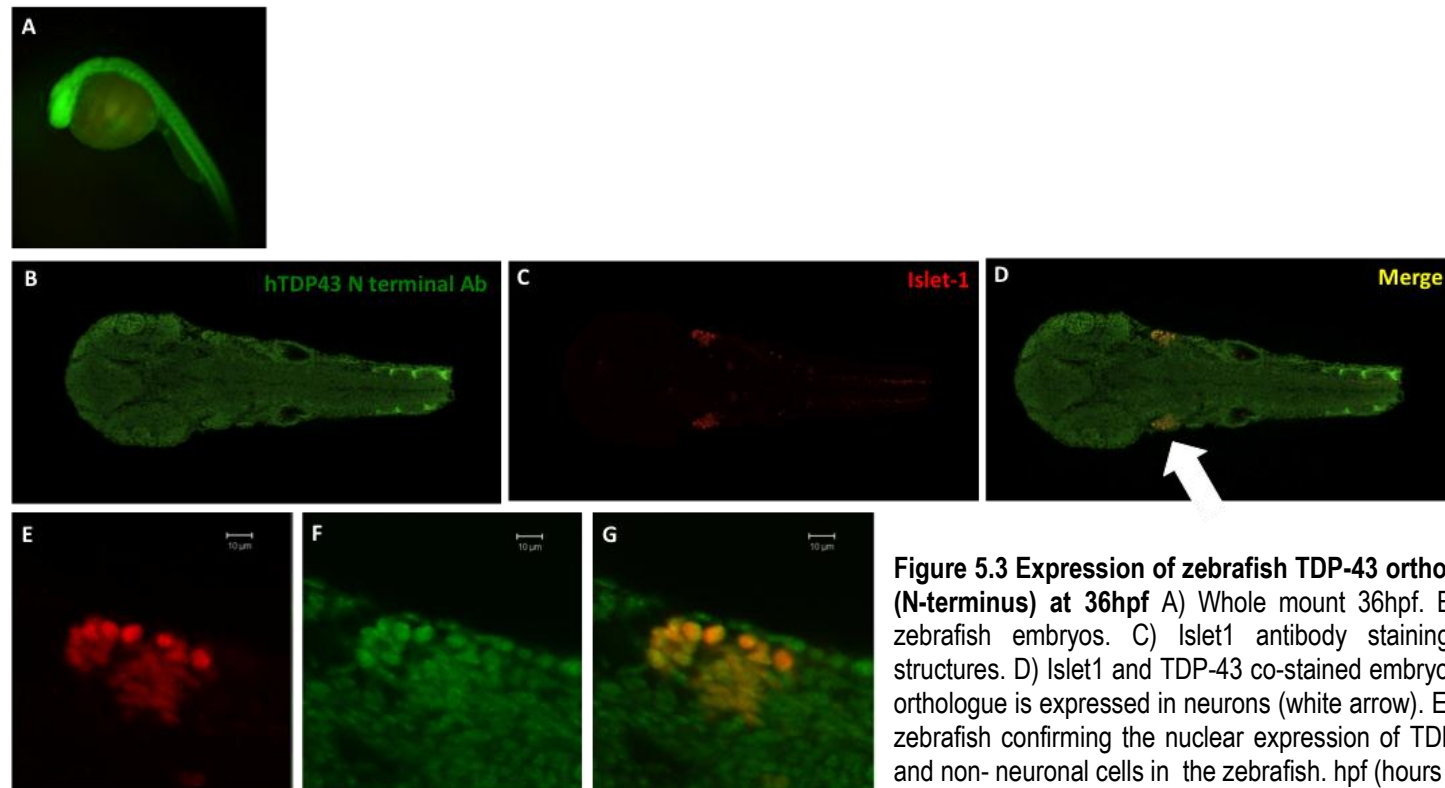 A
B
hTDP43 N terminal Ab
C
Islet-1
D
Merge
E
10 µm
F
10 µm
G
10 µm
Figure 5.3 Expression of zebrafish TDP-43 ortho
(N-terminus) at 36hpf A) Whole mount 36hpf.
zebrafish embryos. C) Islet1 antibody staining
structures. D) Islet1 and TDP-43 co-stained embryo
orthologue is expressed in neurons (white arrow). E
zebrafish confirming the nuclear expression of TD
and non- neuronal cells in the zebrafish. hpf (hours